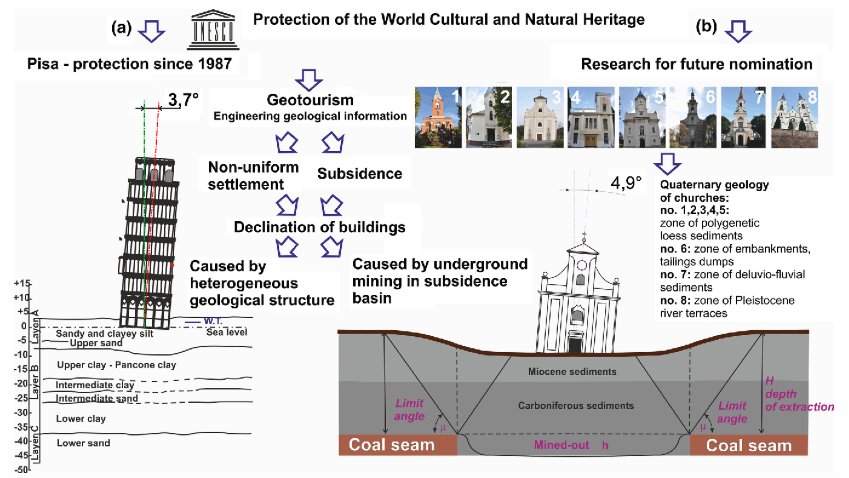 Protection of the World Cultural and Natural Heritage
(a)
UNESCO
(b)
Pisa - protection since 1987
Research for future nomination
3,7°
Geotourism
Engineering geological information
Non-uniform
settlement
Subsidence
Declination of buildings
Caused by
heterogeneous
geological structure
Caused by underground
mining in subsidence
basin
1 2 3 4 5 6 7 8
4,9°
Quaternary geology
of churches:
no. 1,2,3,4,5:
zone of polygenetic
loess sediments
no. 6: zone of embankments,
tailings dumps
no. 7: zone of deluvio-fluvial
sediments
no. 8: zone of Pleistocene
river terraces
+15
+10
+5
0
-5
-10
-15
-20
-25
-30
-35
-40
-45
-50
Layer A
Layer B
Layer C
W.T.
Sea level
Sandy and clayey silt
Upper sand
Upper clay - Pancone clay
Intermediate clay
Intermediate sand
Lower clay
Lower sand
Miocene sediments
Carboniferous sediments
Limit
angle
μ
Limit
angle
μ
H
depth
of extraction
Coal seam
Mined-out h
Coal seam